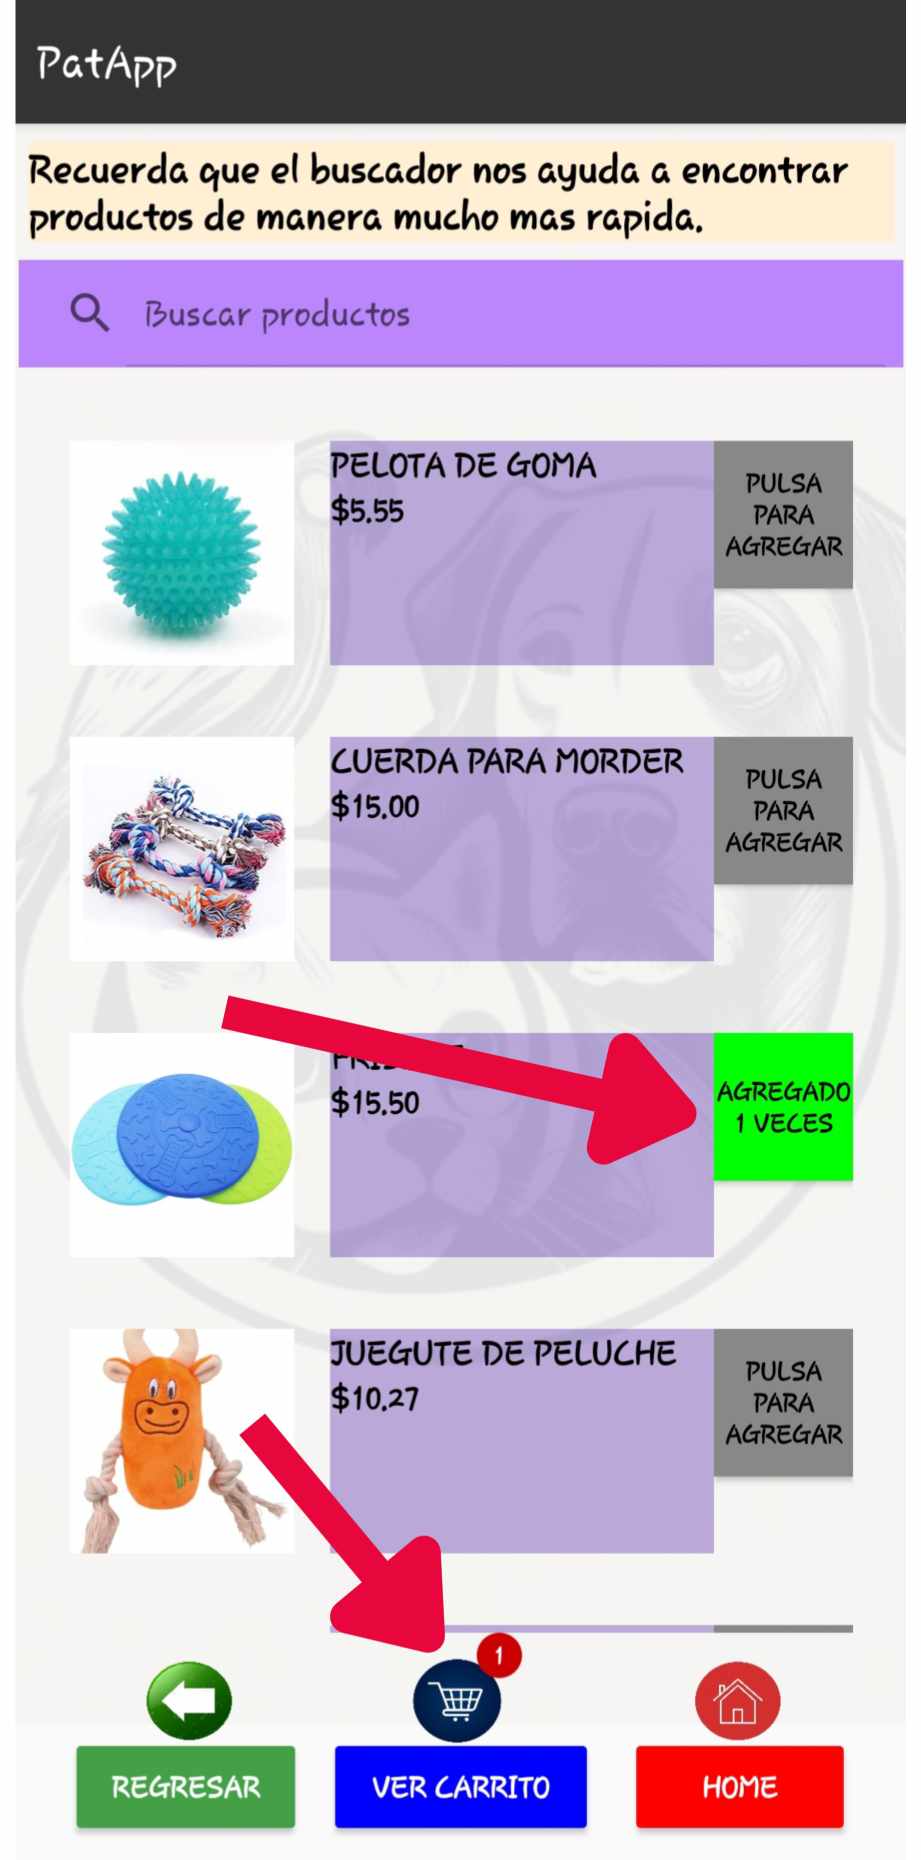 PatApp
Recuerda que el buscador nos ayuda a encontrar
productos de manera mucho mas rapida.
Buscar productos
PELOTA DE GOMA
$5.55
PULSA
PARA
AGREGAR
CUERDA PARA MORDER
$15.00
PULSA
PARA
AGREGAR
$15.50
AGREGADO
1 VECES
JUEGUTE DE PELUCHE
$10.27
PULSA
PARA
AGREGAR
1
REGRESAR
VER CARRITO
HOME